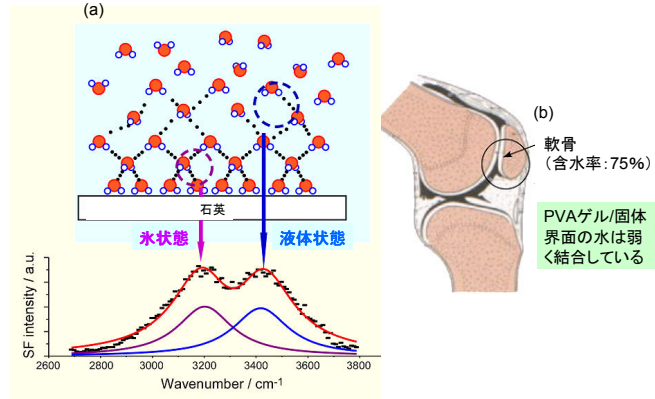 (a)
石英
氷状態
液体状態
SF intensity / a.u.
2600
2800
3000
3200
3400
3600
3800
Wavenumber / cm-1
(b)
軟骨
(含水率:75%)
PVAゲル/固体
界面の水は弱
く結合している